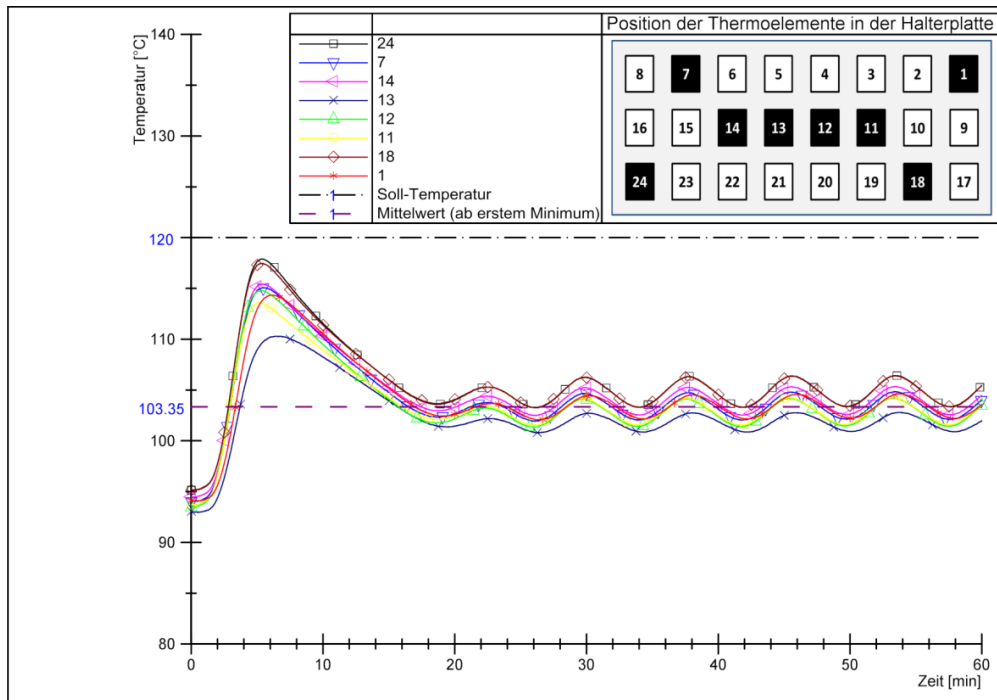 Temperatur [°C]
140
130
120
110
103.35
100
90
80
24
7
14
13
12
11
18
1
Soll-Temperatur
Mittelwert (ab erstem Minimum)
Position der Thermoelemente in der Halterplatte
8 7 6 5 4 3 2 1
16 15 14 13 12 11 10 9
24 23 22 21 20 19 18 17
0 10 20 30 40 50 60
Zeit [min]